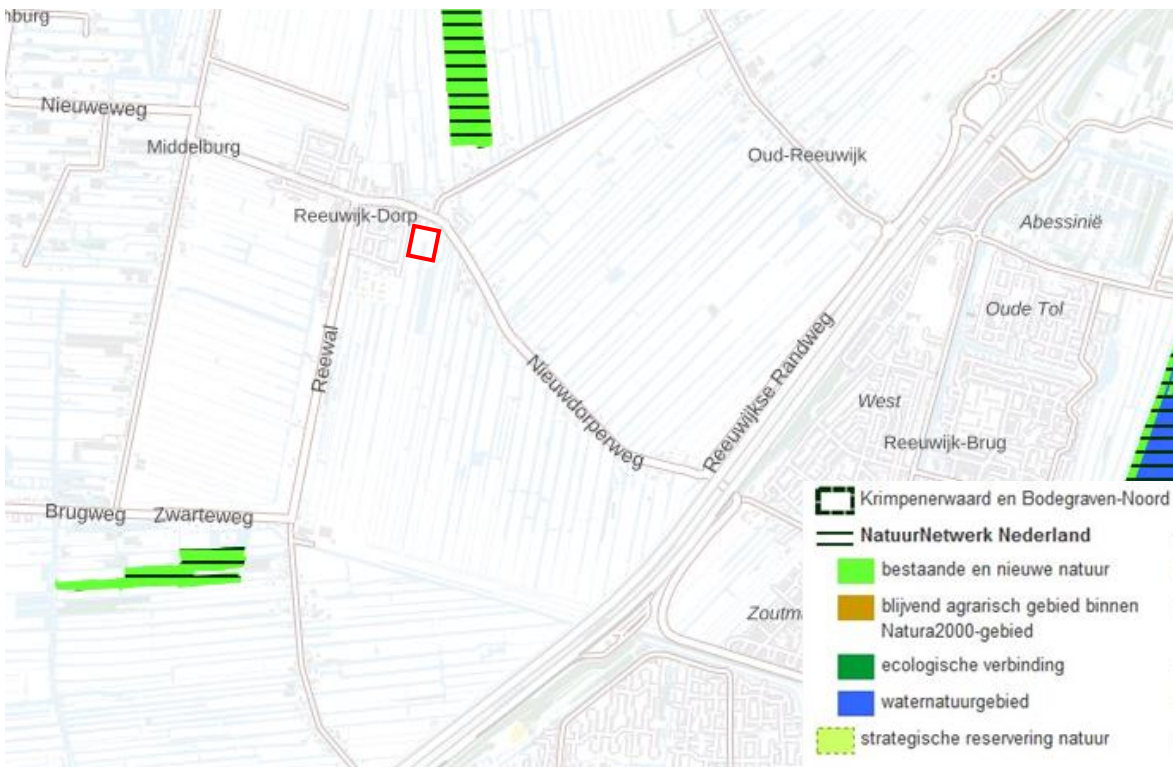 nburg
Nieuweweg
Middelburg
Oud-Reeuwijk
Reeuwijk-Dorp
Abessinië
Oude Tol
Reewal
Nieuwdorperweg
Reeuwijkse Randweg
West
Reeuwijk-Brug
Brugweg
Zwarteweg
Zoutm
Krimpenerwaard en Bodegraven-Noord
NatuurNetwerk Nederland
bestaande en nieuwe natuur
blijvend agrarisch gebied binnen
Natura2000-gebied
ecologische verbinding
waternatuurgebied
strategische reservering natuur